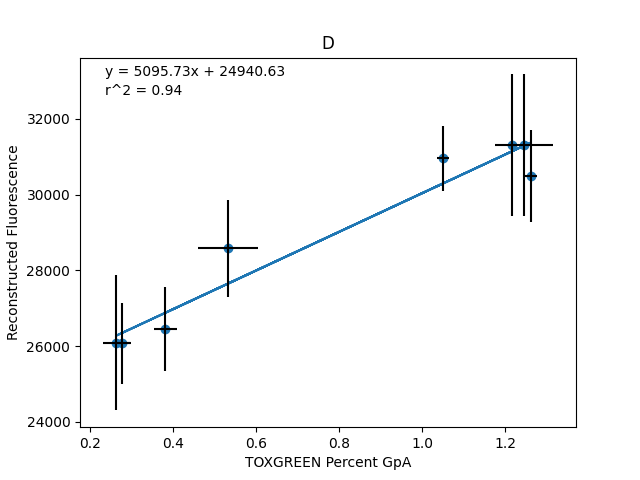 D
y = 5095.73x + 24940.63
r^2 = 0.94
32000
30000
28000
26000
24000
Reconstructed Fluorescence
0.2 0.4 0.6 0.8 1.0 1.2
TOXGREEN Percent GpA